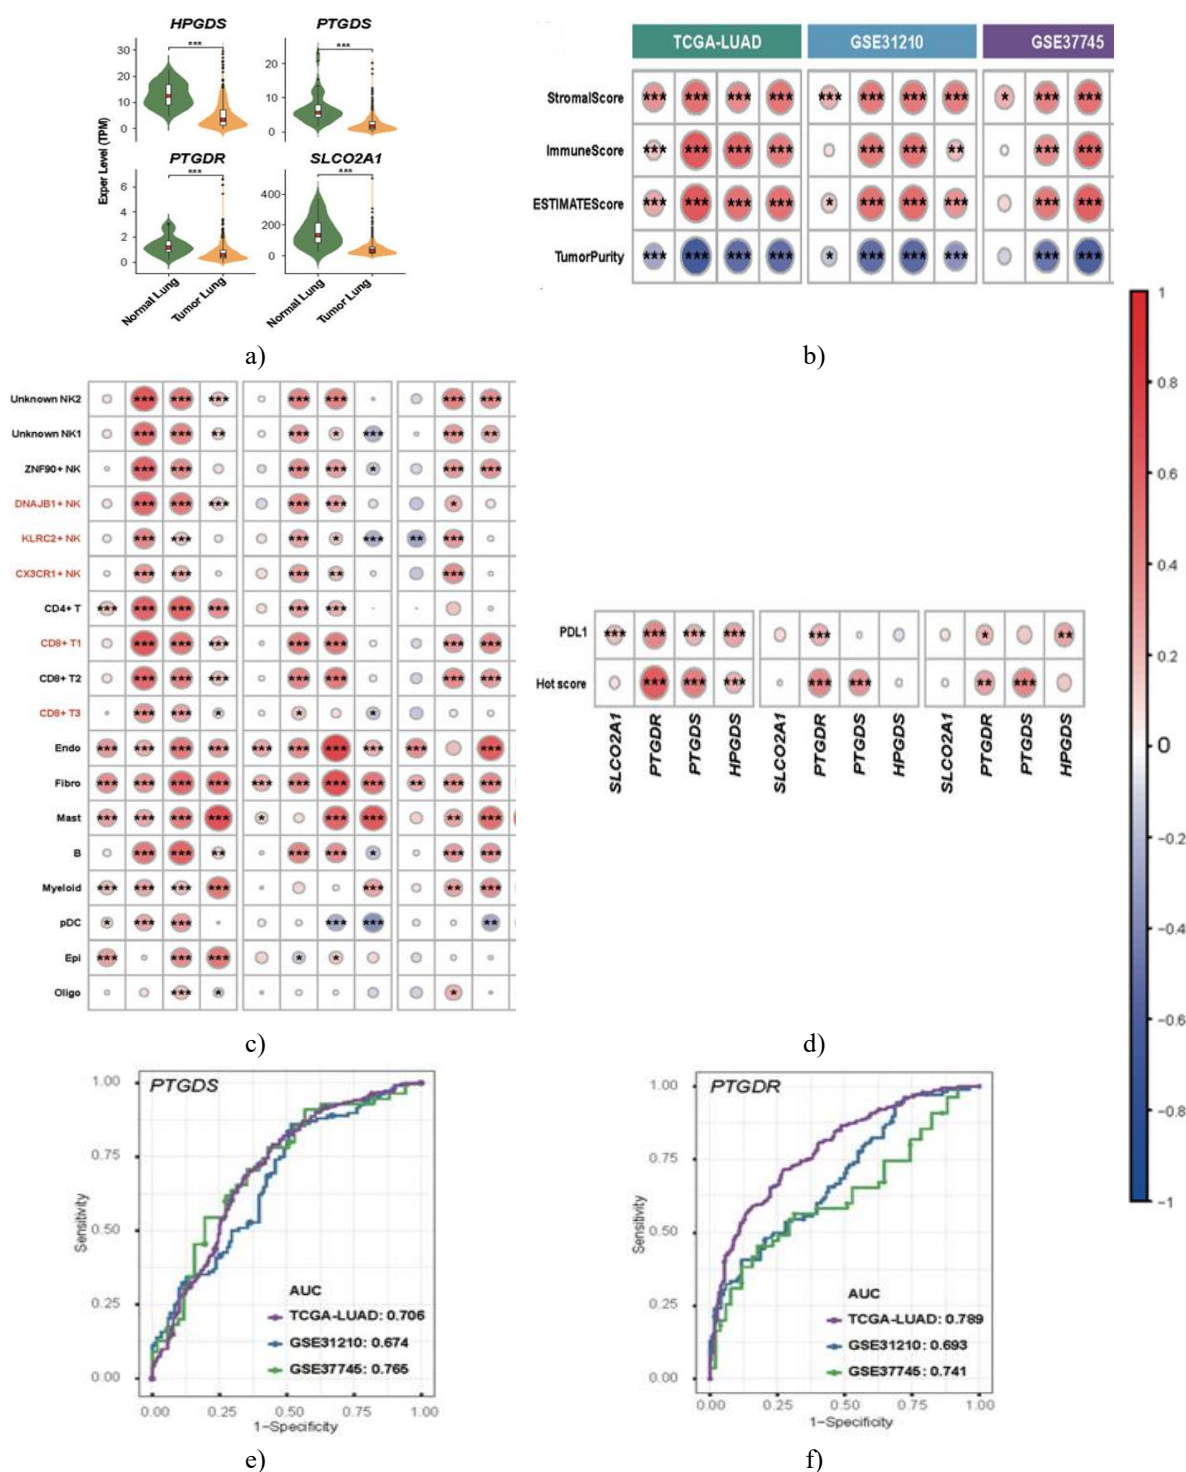 HPGDS PTGDS
*** ***
30 20
20 10
10 0
0
PTGDR SLCO2A1
*** ***
6 400
4 200
2 0
0
Exper Level (TPM)
Normal Lung Tumor Lung Normal Lung Tumor Lung
a)
TCGA-LUAD GSE31210 GSE37745
StromalScore *** *** *** *** *** *** *** *** * *** ***
ImmuneScore *** *** *** *** *** *** ** *** ***
ESTIMATEScore *** *** *** *** * *** *** *** *** ***
TumorPurity *** *** *** *** * *** *** *** *** ***
b)
1
0.8
0.6
0.4
0.2
0
−0.2
−0.4
−0.6
−0.8
−1
Unknown NK2 *** *** *** *** *** *** ***
Unknown NK1 *** *** ** *** * *** *** **
ZNF90+ NK *** *** *** *** * *** ***
DNAJB1+ NK *** *** *** *** *** *
KLRC2+ NK *** *** *** * *** ** ***
CX3CR1+ NK *** *** *** ** ***
CD4+ T *** *** *** *** *** ***
CD8+ T1 *** *** *** *** *** *** ***
CD8+ T2 *** *** *** *** *** *** ***
CD8+ T3 *** *** * * *
Endo *** *** *** *** *** *** *** *** *** ***
Fibro *** *** *** *** *** *** *** *** ** *** ***
Mast *** *** *** *** * *** *** ** ***
B *** *** ** *** *** * *** ***
Myeloid *** *** *** *** *** ** ***
pDC * *** *** *** *** **
Epi *** *** *** * *
Oligo *** * *
c)
PDL1 *** *** *** *** *** * **
Hot score *** *** *** *** *** ** ***
SLCO2A1 PTGDR PTGDS HPGDS SLCO2A1 PTGDR PTGDS HPGDS SLCO2A1 PTGDR PTGDS HPGDS
d)
PTGDS
1.00
0.75
0.50
0.25
0.00
Sensitivity
AUC
TCGA-LUAD: 0.706
GSE31210: 0.674
GSE37745: 0.765
0.00 0.25 0.50 0.75 1.00
1−Specificity
e)
PTGDR
1.00
0.75
0.50
0.25
0.00
Sensitivity
AUC
TCGA-LUAD: 0.789
GSE31210: 0.693
GSE37745: 0.741
0.00 0.25 0.50 0.75 1.00
1−Specificity
f)